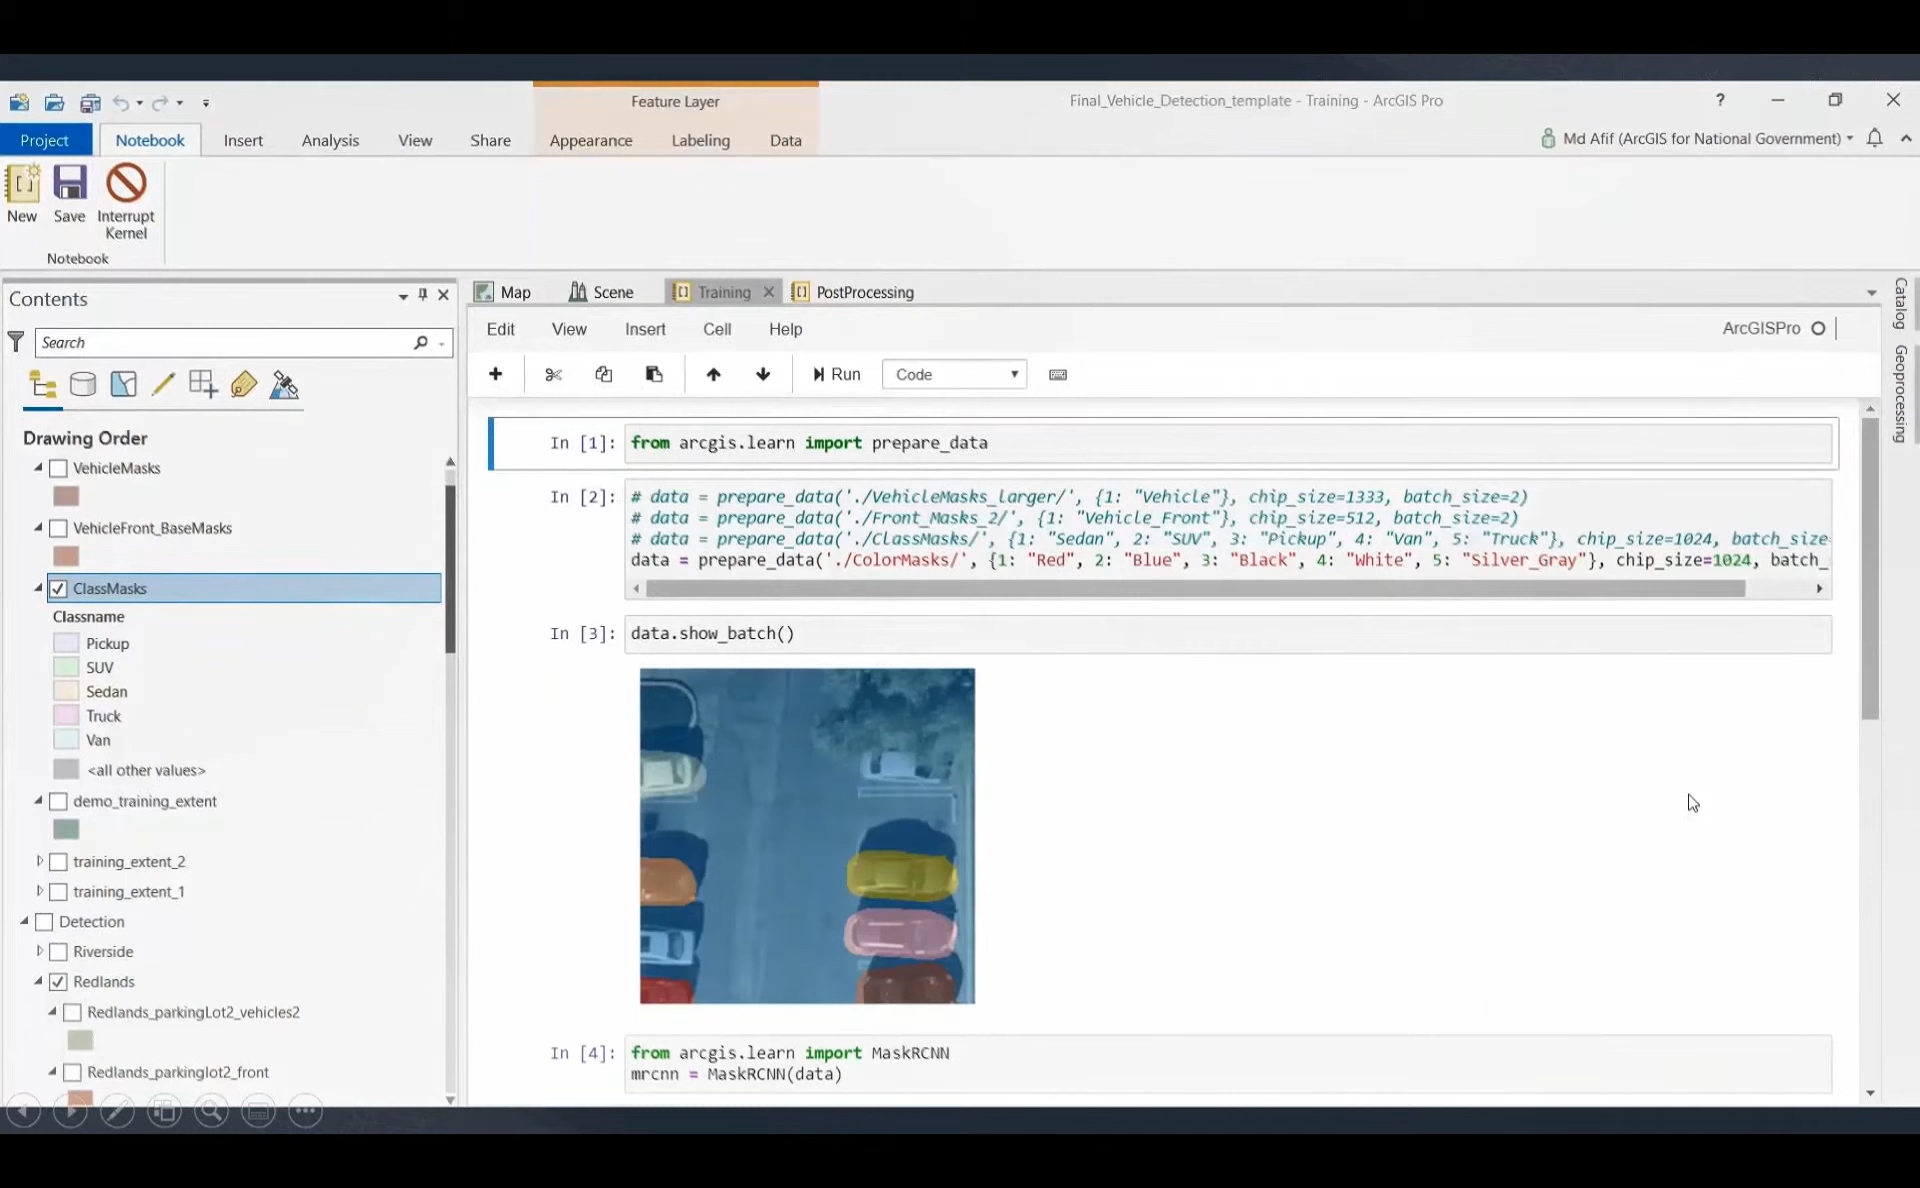 Feature Layer
Final_Vehicle_Detection_template - Training - ArcGIS Pro
?
Project
Notebook
Insert
Analysis
View
Share
Appearance
Labeling
Data
Md Afif (ArcGIS for National Government)
New
Save
Interrupt
Kernel
Notebook
Contents
Search
Drawing Order
VehicleMasks
VehicleFront_BaseMasks
ClassMasks
Classname
Pickup
SUV
Sedan
Truck
Van
<all other values>
demo_training_extent
training_extent_2
training_extent_1
Detection
Riverside
Redlands
Redlands_parkingLot2_vehicles2
Redlands_parkinglot2_front
Map
Scene
Training
PostProcessing
Edit
View
Insert
Cell
Help
ArcGISPro
Run
Code
In [1]: from arcgis.learn import prepare_data
In [2]: # data = prepare_data('./VehicleMasks_larger/', {1: "Vehicle"}, chip_size=1333, batch_size=2)
# data = prepare_data('./Front_Masks_2/', {1: "Vehicle_Front"}, chip_size=512, batch_size=2)
# data = prepare_data('./ClassMasks/', {1: "Sedan", 2: "SUV", 3: "Pickup", 4: "Van", 5: "Truck"}, chip_size=1024, batch_size
data = prepare_data('./ColorMasks/', {1: "Red", 2: "Blue", 3: "Black", 4: "White", 5: "Silver_Gray"}, chip_size=1024, batch_
In [3]: data.show_batch()
In [4]: from arcgis.learn import MaskRCNN
mrcnn = MaskRCNN(data)
Catalog
Geoprocessing